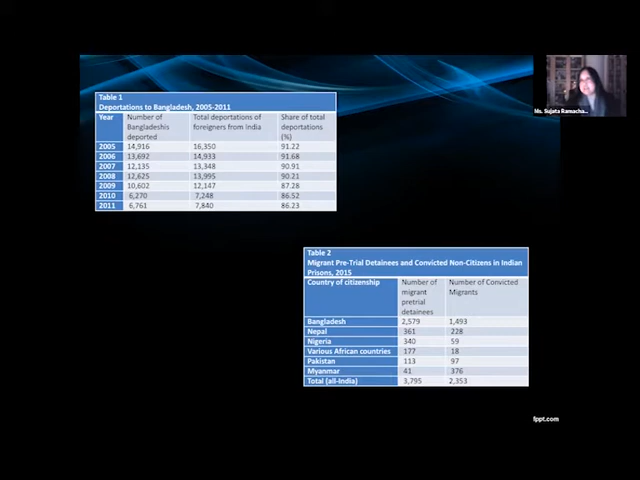 Ms. Sujata Ramacha...
Table 1
Deportations to Bangladesh, 2005-2011
Year Number of Bangladeshis deported Total deportations of foreigners from India Share of total deportations (%)
2005 14,916 16,350 91.22
2006 13,692 14,933 91.68
2007 12,135 13,348 90.91
2008 12,625 13,995 90.21
2009 10,602 12,147 87.28
2010 6,270 7,248 86.52
2011 6,761 7,840 86.23
Table 2
Migrant Pre-Trial Detainees and Convicted Non-Citizens in Indian
Prisons, 2015
Country of citizenship Number of migrant pretrial detainees Number of Convicted Migrants
Bangladesh 2,579 1,493
Nepal 361 228
Nigeria 340 59
Various African countries 177 18
Pakistan 113 97
Myanmar 41 376
Total (all-India) 3,795 2,353
fppt.com